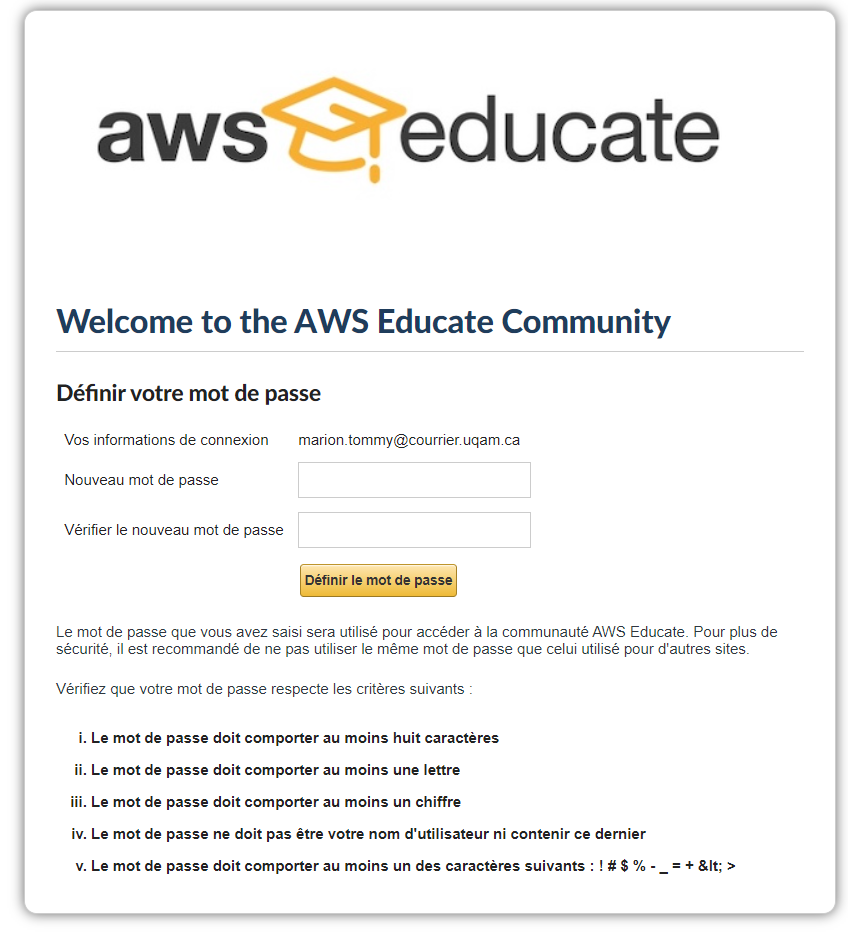 aws educate
Welcome to the AWS Educate Community
Définir votre mot de passe
Vos informations de connexion marion.tommy@courrier.uqam.ca
Nouveau mot de passe
Vérifier le nouveau mot de passe
Définir le mot de passe
Le mot de passe que vous avez saisi sera utilisé pour accéder à la communauté AWS Educate. Pour plus de
sécurité, il est recommandé de ne pas utiliser le même mot de passe que celui utilisé pour d'autres sites.
Vérifiez que votre mot de passe respecte les critères suivants :
i. Le mot de passe doit comporter au moins huit caractères
ii. Le mot de passe doit comporter au moins une lettre
iii. Le mot de passe doit comporter au moins un chiffre
iv. Le mot de passe ne doit pas être votre nom d'utilisateur ni contenir ce dernier
v. Le mot de passe doit comporter au moins un des caractères suivants : ! # $ % - _ = + &lt; >